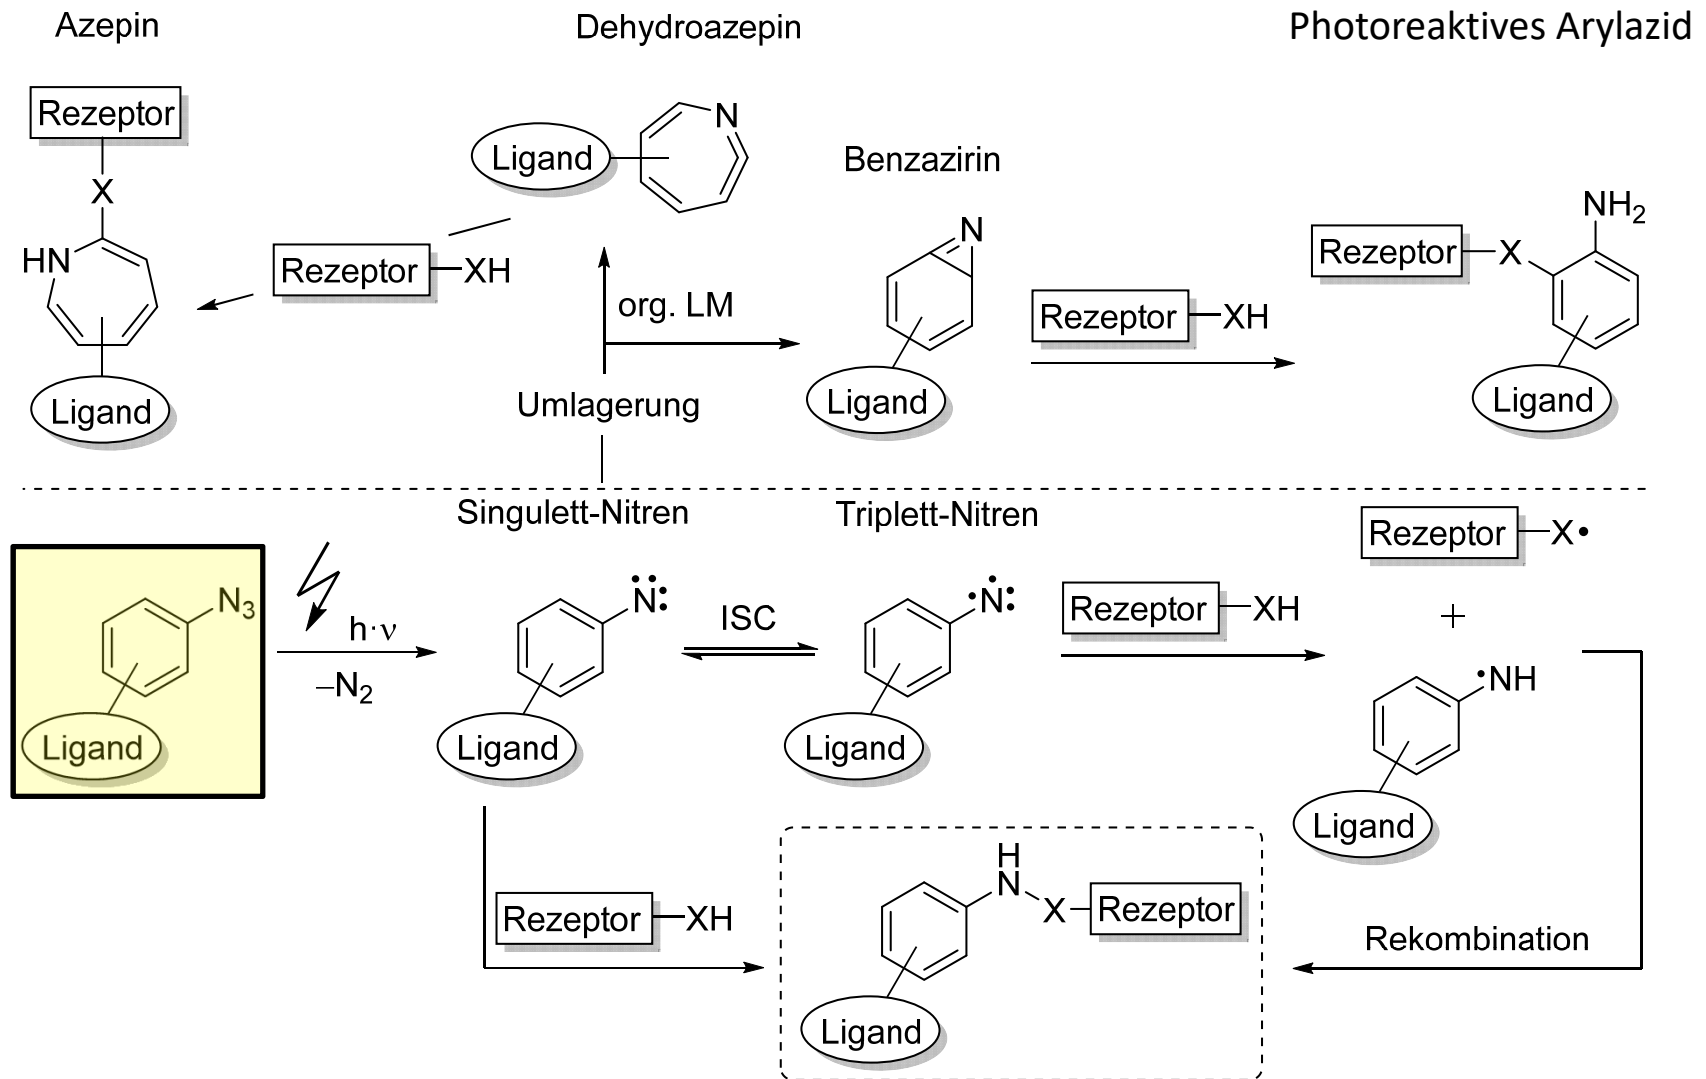 Azepin
Dehydroazepin
Photoreaktives Arylazid
Rezeptor
X
HN
Ligand
Ligand
N
Rezeptor
XH
org. LM
Umlagerung
Benzazirin
N
Ligand
Rezeptor
XH
NH2
Rezeptor
X
Ligand
Singulett-Nitren
Triplett-Nitren
N3
Ligand
h·ν
–N2
N
Ligand
ISC
N
Ligand
Rezeptor
XH
Rezeptor
X•
+
•NH
Ligand
Rezeptor
XH
H
N
X
Rezeptor
Ligand
Rekombination